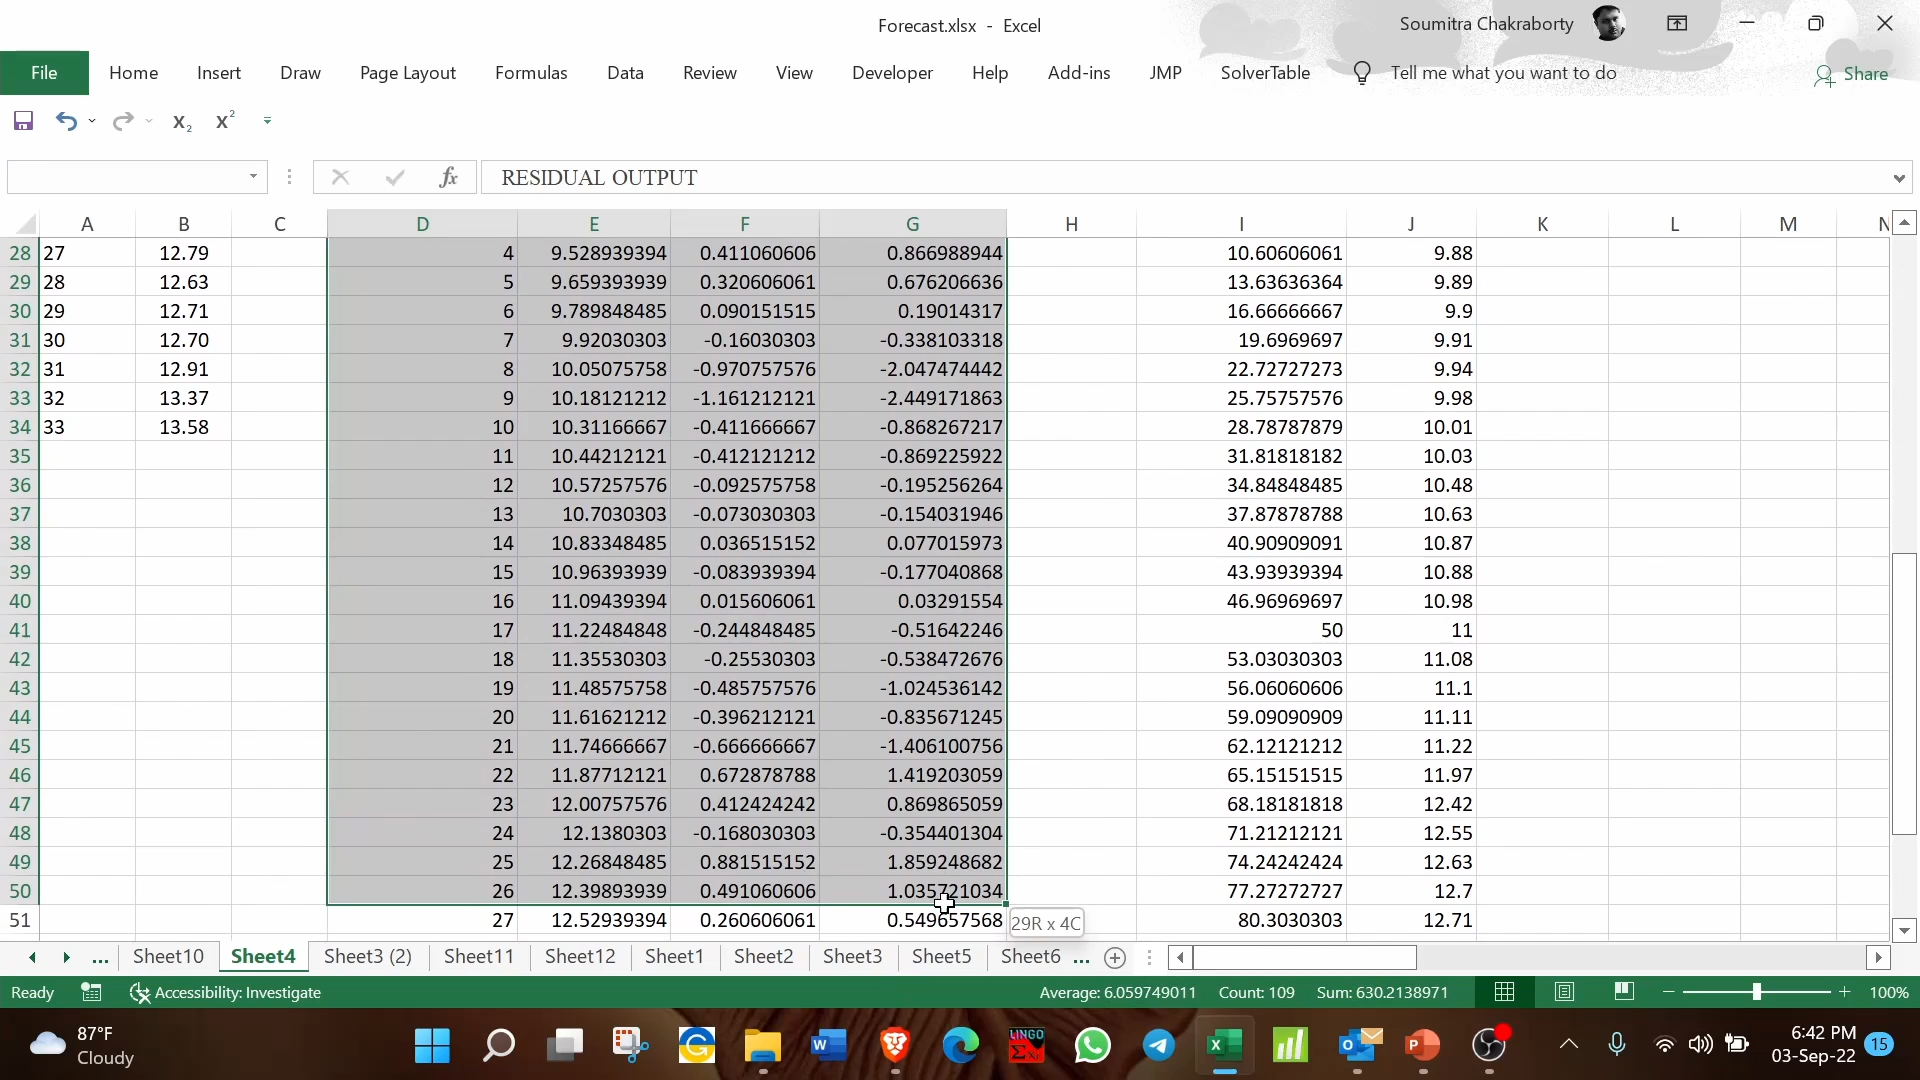 Forecast.xlsx - Excel
Soumitra Chakraborty
File Home Insert Draw Page Layout Formulas Data Review View Developer Help Add-ins JMP SolverTable Tell me what you want to do Share
X₂ X²
fx RESIDUAL OUTPUT
A B C D E F G H I J K L M N
28 27 12.79 4 9.528939394 0.411060606 0.866988944 10.60606061 9.88
29 28 12.63 5 9.659393939 0.320606061 0.676206636 13.63636364 9.89
30 29 12.71 6 9.789848485 0.090151515 0.19014317 16.66666667 9.9
31 30 12.70 7 9.92030303 -0.16030303 -0.338103318 19.6969697 9.91
32 31 12.91 8 10.05075758 -0.970757576 -2.047474442 22.72727273 9.94
33 32 13.37 9 10.18121212 -1.161212121 -2.449171863 25.75757576 9.98
34 33 13.58 10 10.31166667 -0.411666667 -0.868267217 28.78787879 10.01
35 11 10.44212121 -0.412121212 -0.869225922 31.81818182 10.03
36 12 10.57257576 -0.092575758 -0.195256264 34.84848485 10.48
37 13 10.7030303 -0.073030303 -0.154031946 37.87878788 10.63
38 14 10.83348485 0.036515152 0.077015973 40.90909091 10.87
39 15 10.96393939 -0.083939394 -0.177040868 43.93939394 10.88
40 16 11.09439394 0.015606061 0.03291554 46.96969697 10.98
41 17 11.22484848 -0.244848485 -0.51642246 50 11
42 18 11.35530303 -0.25530303 -0.538472676 53.03030303 11.08
43 19 11.48575758 -0.485757576 -1.024536142 56.06060606 11.1
44 20 11.61621212 -0.396212121 -0.835671245 59.09090909 11.11
45 21 11.74666667 -0.666666667 -1.406100756 62.12121212 11.22
46 22 11.87712121 0.672878788 1.419203059 65.15151515 11.97
47 23 12.00757576 0.412424242 0.869865059 68.18181818 12.42
48 24 12.1380303 -0.168030303 -0.354401304 71.21212121 12.55
49 25 12.26848485 0.881515152 1.859248682 74.24242424 12.63
50 26 12.39893939 0.491060606 1.035721034 77.27272727 12.7
51 27 12.52939394 0.260606061 0.549657568 80.3030303 12.71
29R x 4C
... Sheet10 Sheet4 Sheet3 (2) Sheet11 Sheet12 Sheet1 Sheet2 Sheet3 Sheet5 Sheet6 ...
Ready Accessibility: Investigate Average: 6.059749011 Count: 109 Sum: 630.2138971 100%
87°F
Cloudy
LINGO
6:42 PM
03-Sep-22
15